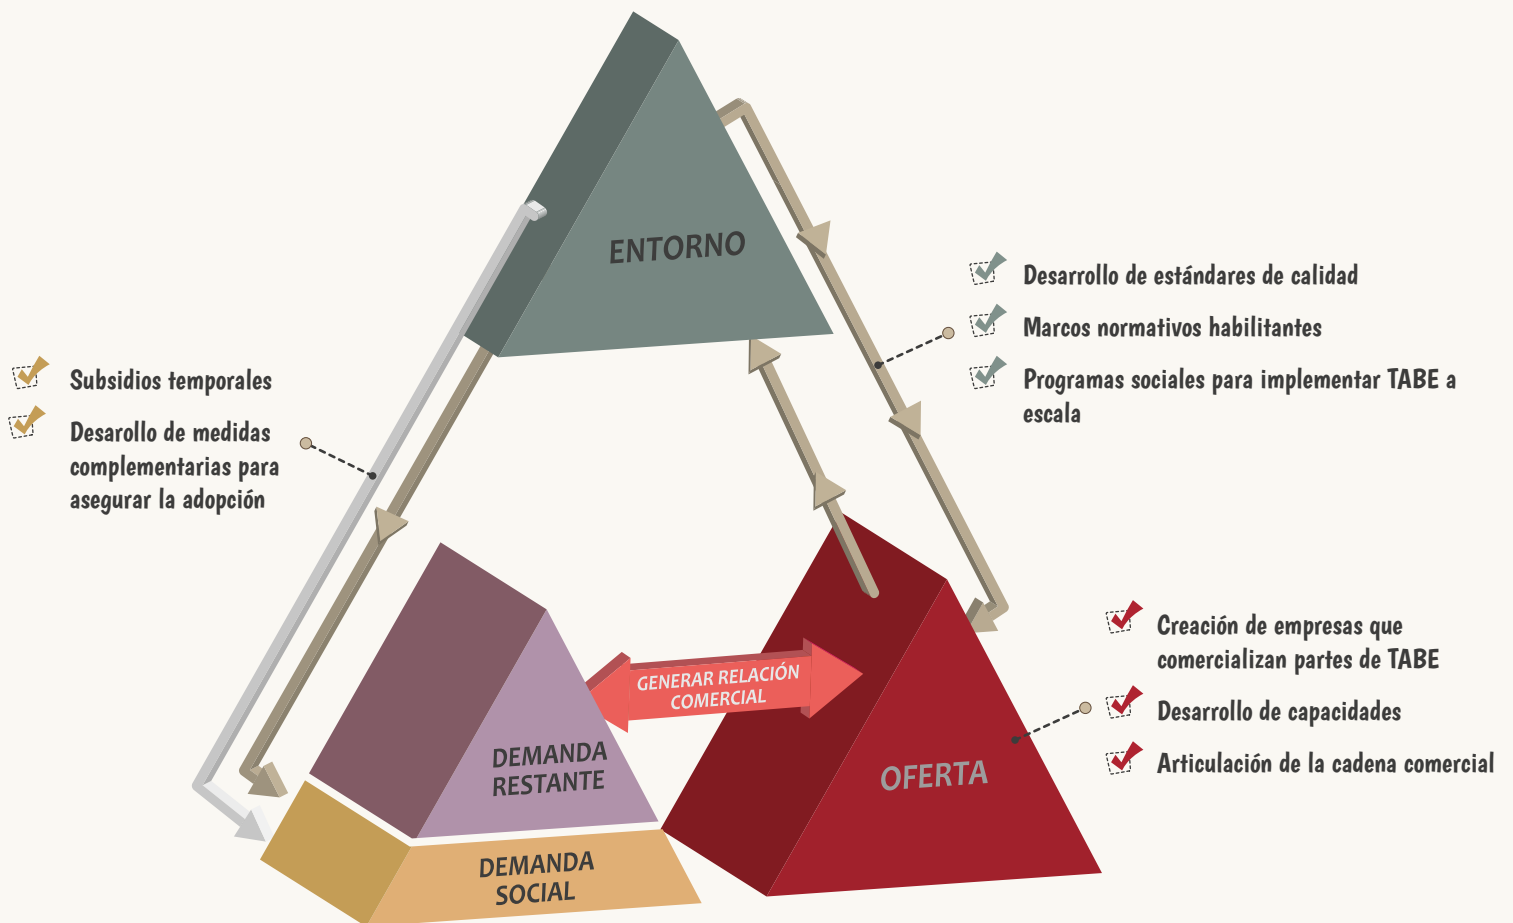 ENTORNO
Desarrollo de estándares de calidad
Marcos normativos habilitantes
Programas sociales para implementar TABE a
escala
Subsidios temporales
Desarollo de medidas
complementarias para
asegurar la adopción
GENERAR RELACIÓN
COMERCIAL
Creación de empresas que
comercializan partes de TABE
Desarrollo de capacidades
Articulación de la cadena comercial
DEMANDA
RESTANTE
OFERTA
DEMANDA
SOCIAL